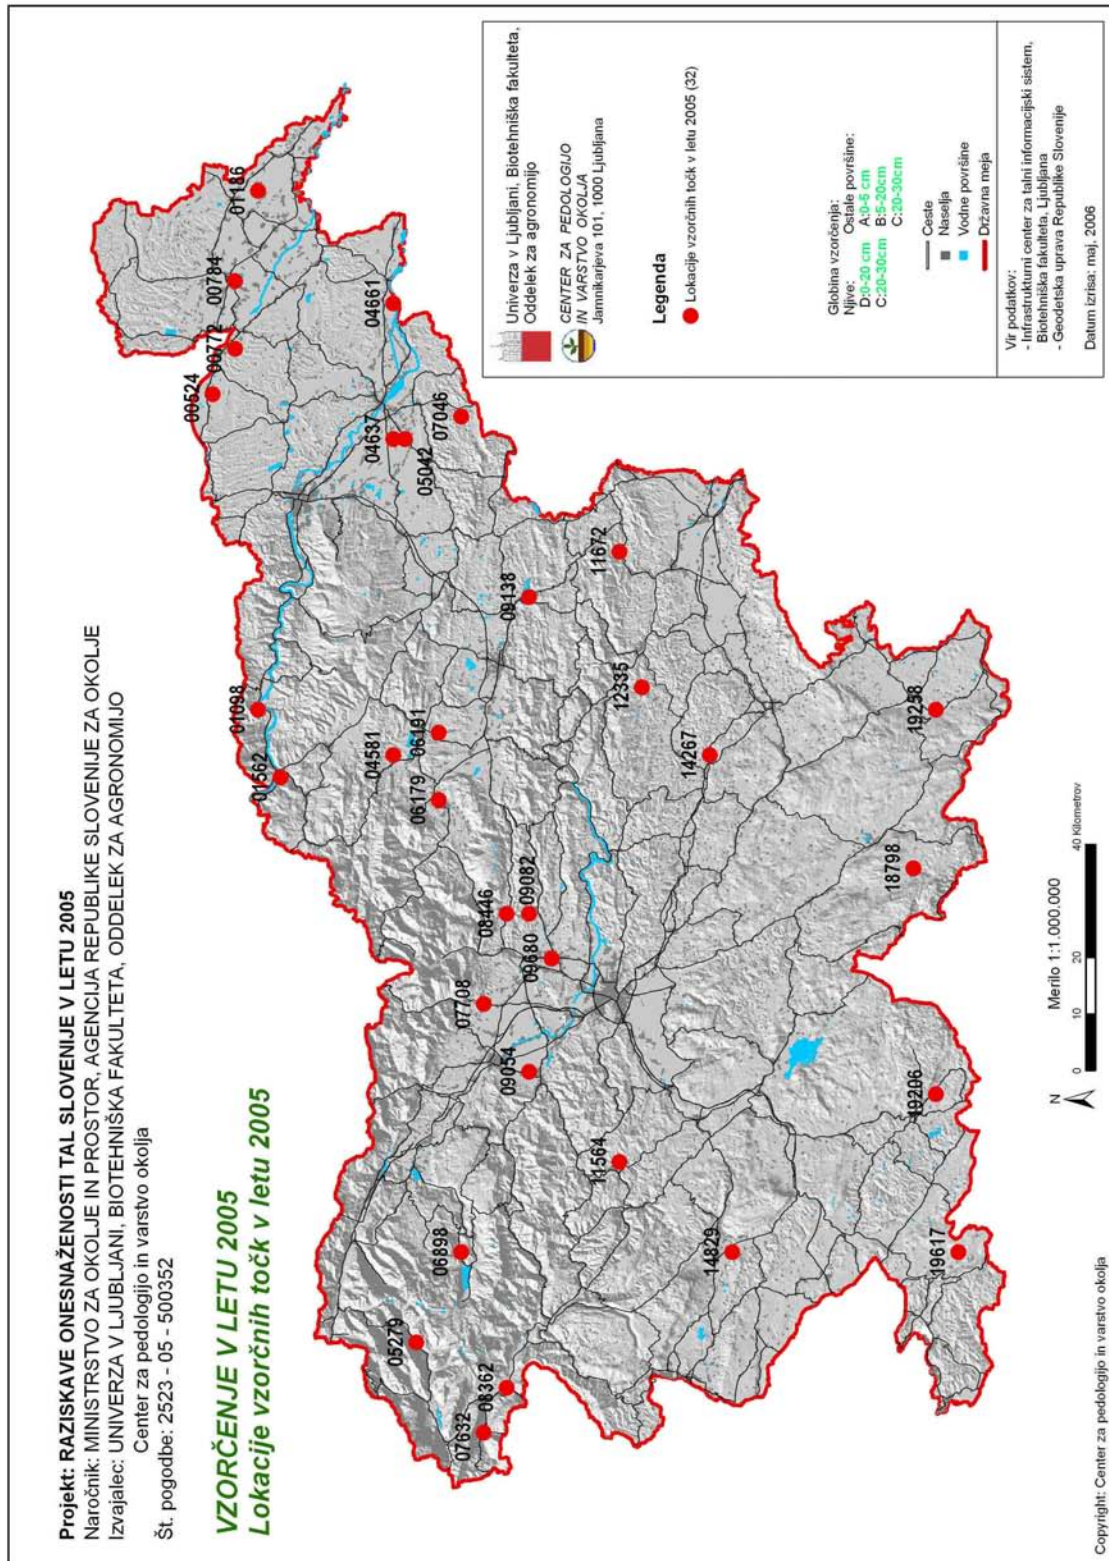 Projekt: RAZISKAVE ONESNAŽENOSTI TAL SLOVENIJE V LETU 2005
Naročnik: MINISTRSTVO ZA OKOLJE IN PROSTOR, AGENCIJA REPUBLIKE SLOVENIJE ZA OKOLJE
Izvajalec: UNIVERZA V LJUBLJANI, BIOTEHNIŠKA FAKULTETA, ODDELEK ZA AGRONOMIJO
Center za pedologijo in varstvo okolja
Št. pogodbe: 2523 - 05 - 500352
VZORČENJE V LETU 2005
Lokacije vzorčnih točk v letu 2005
00524
00772
00784
01186
01098
01562
04581
04637
04661
05042
07046
05279
06898
06179
06191
07632
08362
07708
08446
09054
09082
09680
09138
11564
11672
12335
14267
14829
18798
19206
19258
19617
Univerza v Ljubljani, Biotehniška fakulteta,
Oddelek za agronomijo
CENTER ZA PEDOLOGIJO
IN VARSTVO OKOLJA
Jamnikarjeva 101, 1000 Ljubljana
Legenda
Lokacije vzorčnih točk v letu 2005 (32)
Globina vzorčenja:
Njive: Ostale površine:
D:0-20 cm A:0-5 cm
C:20-30cm B:5-20cm
C:20-30cm
Ceste
Naselja
Vodne površine
Državna meja
Vir podatkov:
- Infrastrukturni center za talni informacijski sistem,
Biotehniška fakulteta, Ljubljana
- Geodetska uprava Republike Slovenije
Datum izrisa: maj, 2006
N
Merilo 1:1.000.000
0 10 20 40 Kilometrov
Copyright: Center za pedologijo in varstvo okolja